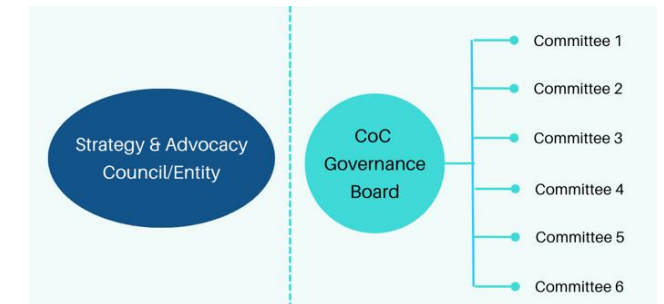 Strategy & Advocacy
Council/Entity
CoC
Governance
Board
Committee 1
Committee 2
Committee 3
Committee 4
Committee 5
Committee 6